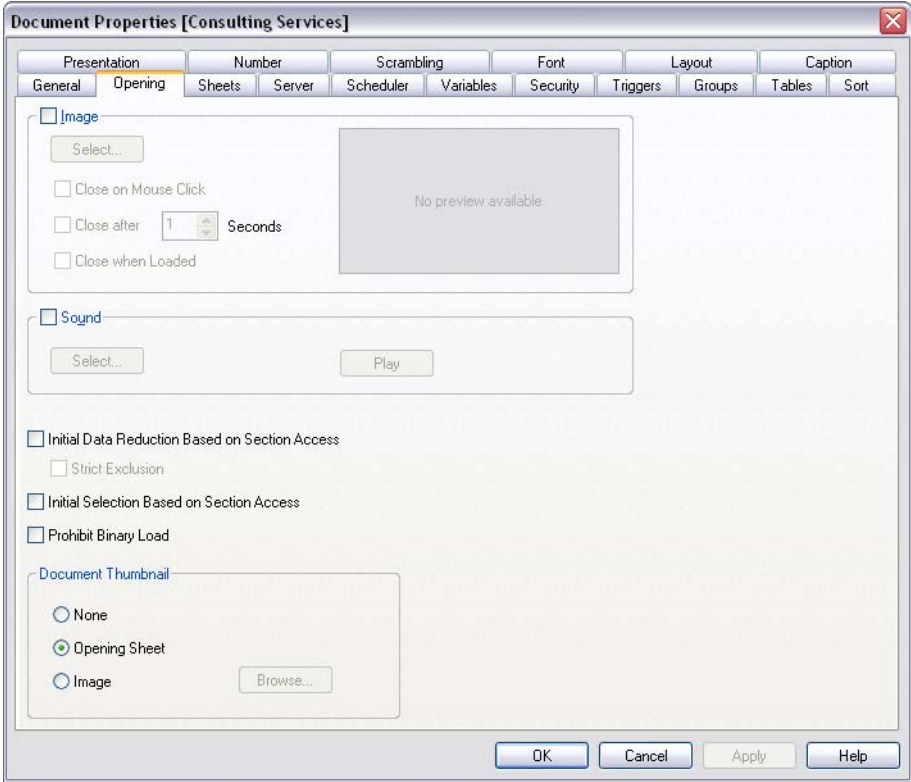 Document Properties [Consulting Services]
Presentation Number Scrambling Font Layout Caption
General Opening Sheets Server Scheduler Variables Security Triggers Groups Tables Sort
Image
Select...
No preview available
Close on Mouse Click
Close after 1 Seconds
Close when Loaded
Sound
Select... Play
Initial Data Reduction Based on Section Access
Strict Exclusion
Initial Selection Based on Section Access
Prohibit Binary Load
Document Thumbnail
None
Opening Sheet
Image Browse...
OK Cancel Apply Help